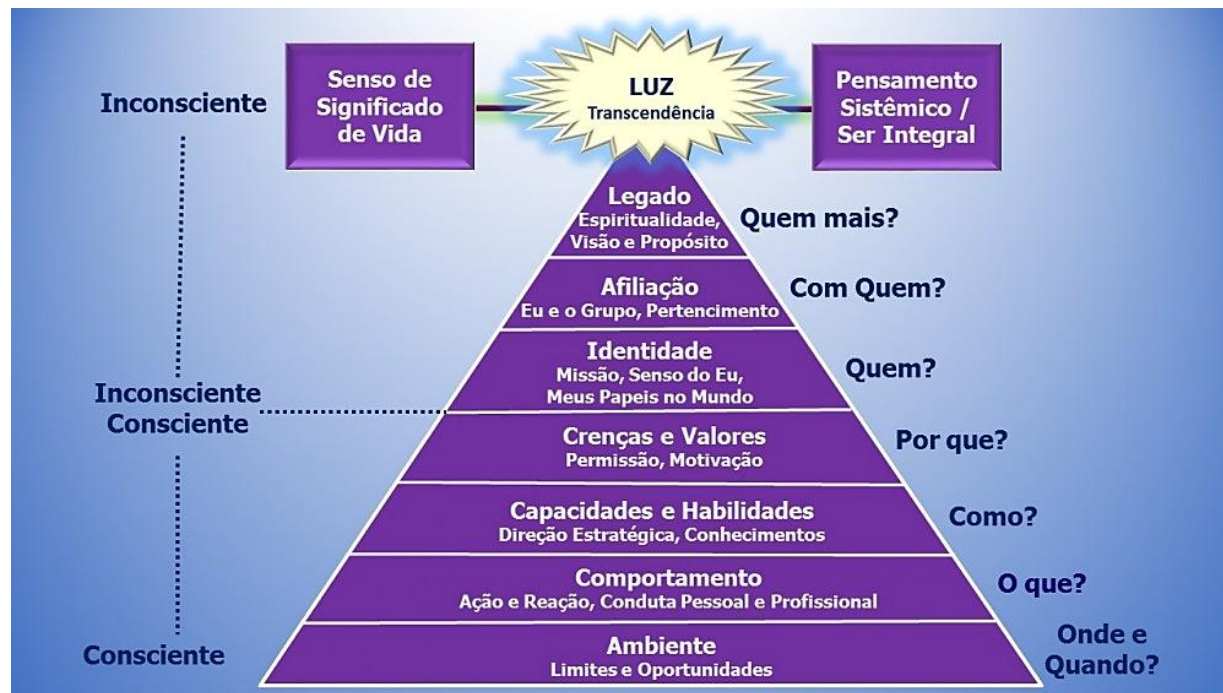 Inconsciente
Senso de
Significado
de Vida
LUZ
Transcendência
Pensamento
Sistêmico /
Ser Integral
Legado
Espiritualidade,
Visão e Propósito
Quem mais?
Afiliação
Eu e o Grupo, Pertencimento
Com Quem?
Identidade
Missão, Senso do Eu,
Meus Papeis no Mundo
Quem?
Inconsciente
Consciente
Crenças e Valores
Permissão, Motivação
Por que?
Capacidades e Habilidades
Direção Estratégica, Conhecimentos
Como?
Comportamento
Ação e Reação, Conduta Pessoal e Profissional
O que?
Consciente
Ambiente
Limites e Oportunidades
Onde e
Quando?